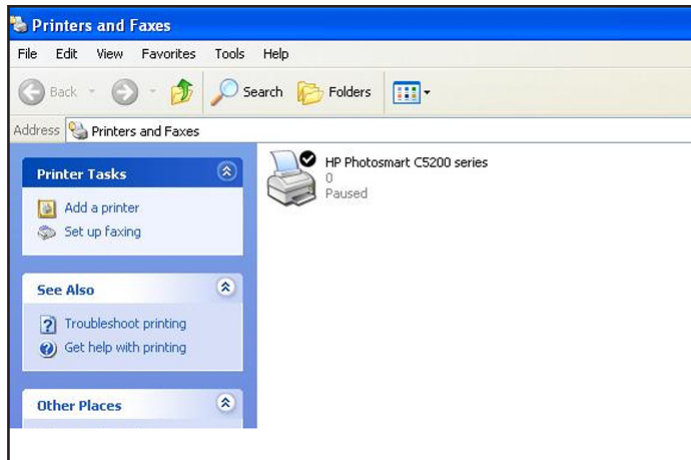 Printers and Faxes
File Edit View Favorites Tools Help
Back Search Folders
Address Printers and Faxes
Printer Tasks
Add a printer
Set up faxing
See Also
Troubleshoot printing
Get help with printing
Other Places
HP Photosmart C5200 series
0
Paused